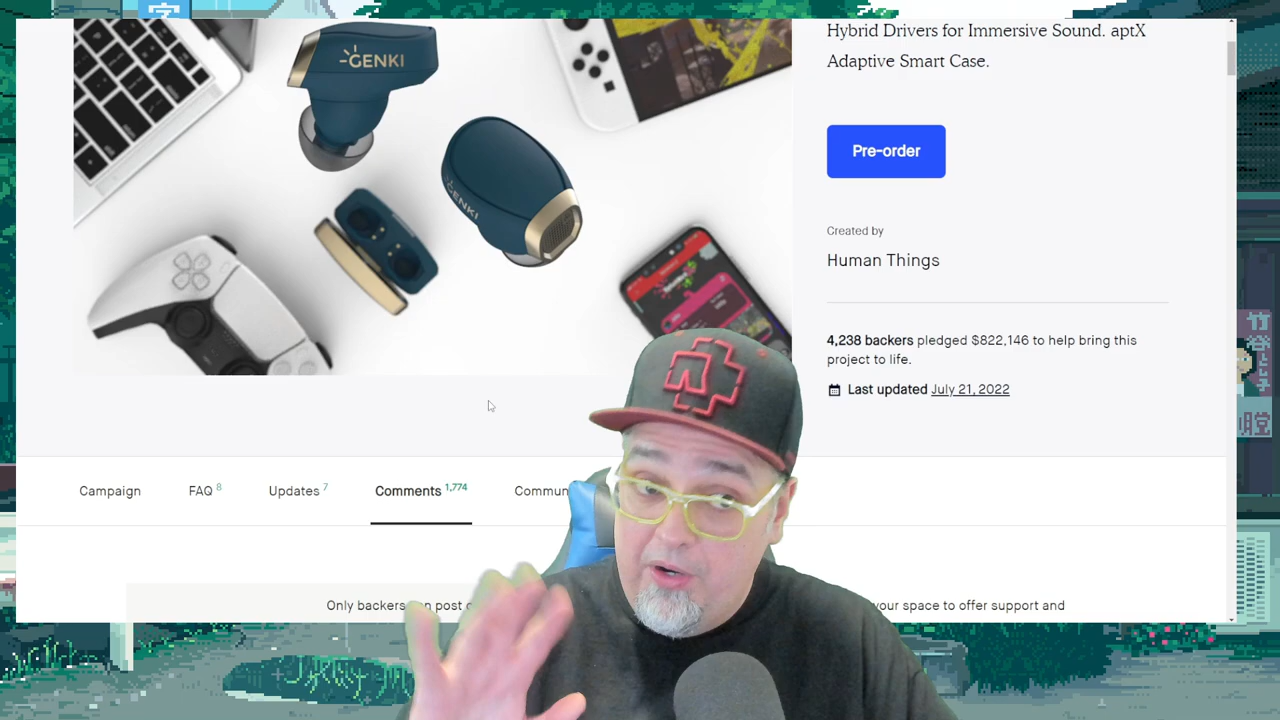 字
Hybrid Drivers for Immersive Sound. aptX
Adaptive Smart Case.
GENKI
GENKI
Pre-order
Created by
Human Things
4,238 backers pledged $822,146 to help bring this
project to life.
Last updated July 21, 2022
Campaign
FAQ 8
Updates 7
Comments 1,774
Only backers
your space to offer support and